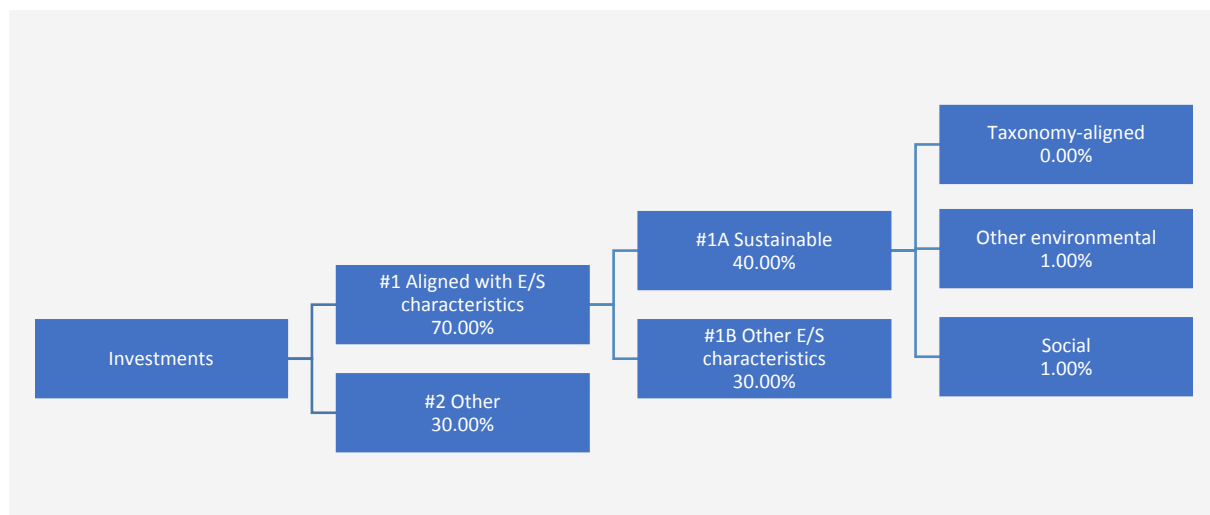 Investments
#1 Aligned with E/S
characteristics
70.00%
#2 Other
30.00%
#1A Sustainable
40.00%
#1B Other E/S
characteristics
30.00%
Taxonomy-aligned
0.00%
Other environmental
1.00%
Social
1.00%